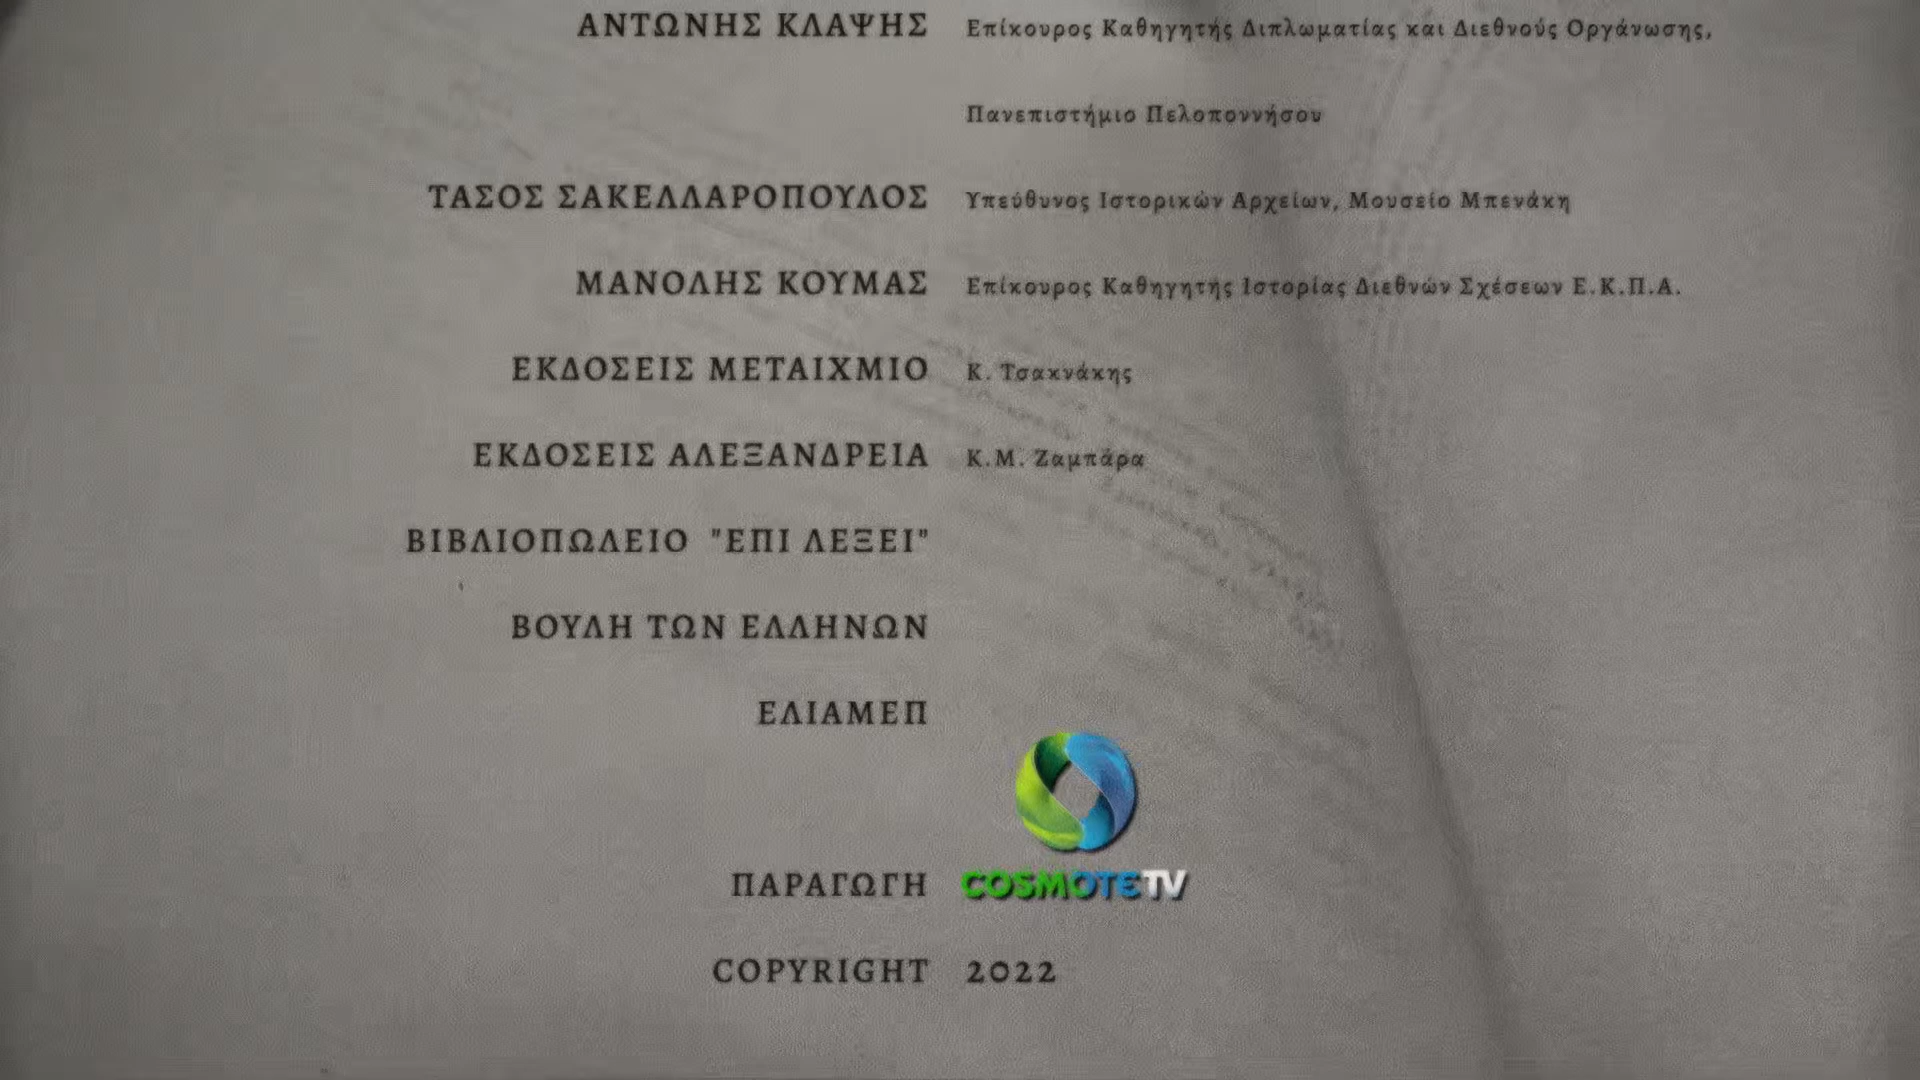 ΑΝΤΩΝΗΣ ΚΛΑΨΗΣ Επίκουρος Καθηγητής Διπλωματίας και Διεθνούς Οργάνωσης,
Πανεπιστήμιο Πελοποννήσου
ΤΑΣΟΣ ΣΑΚΕΛΛΑΡΟΠΟΥΛΟΣ Υπεύθυνος Ιστορικών Αρχείων, Μουσείο Μπενάκη
ΜΑΝΟΛΗΣ ΚΟΥΜΑΣ Επίκουρος Καθηγητής Ιστορίας Διεθνών Σχέσεων Ε.Κ.Π.Α.
ΕΚΔΟΣΕΙΣ ΜΕΤΑΙΧΜΙΟ Κ. Τσακνάκης
ΕΚΔΟΣΕΙΣ ΑΛΕΞΑΝΔΡΕΙΑ Κ.Μ. Ζαμπάρα
ΒΙΒΛΙΟΠΩΛΕΙΟ "ΕΠΙ ΛΕΞΕΙ"
ΒΟΥΛΗ ΤΩΝ ΕΛΛΗΝΩΝ
ΕΛΙΑΜΕΠ
ΠΑΡΑΓΩΓΗ COSMOTE TV
COPYRIGHT 2022